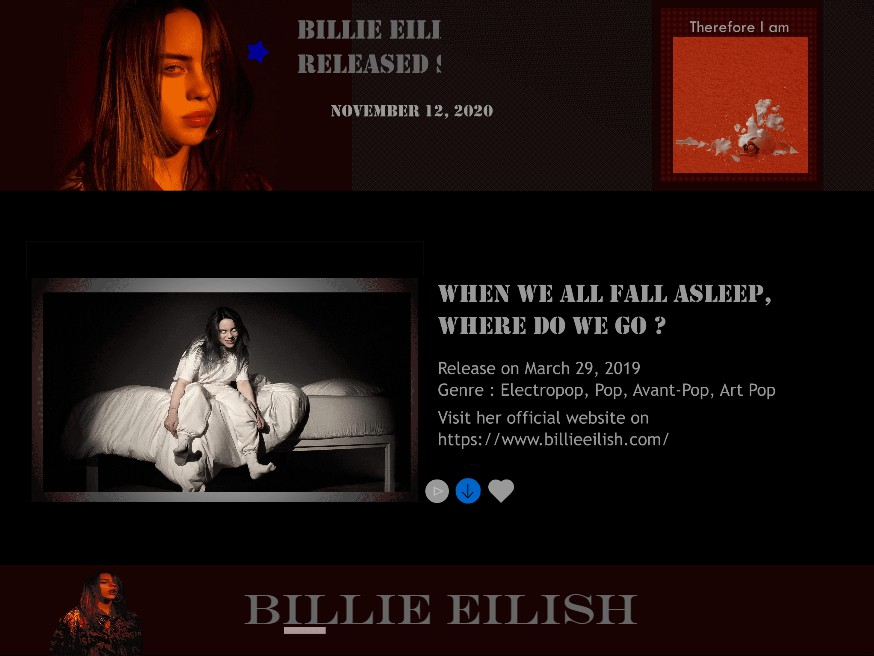 BILLIE EILI
RELEASED
NOVEMBER 12, 2020
Therefore I am
WHEN WE ALL FALL ASLEEP,
WHERE DO WE GO ?
Release on March 29, 2019
Genre : Electropop, Pop, Avant-Pop, Art Pop
Visit her official website on
https://www.billieeilish.com/
BILLIE EILISH